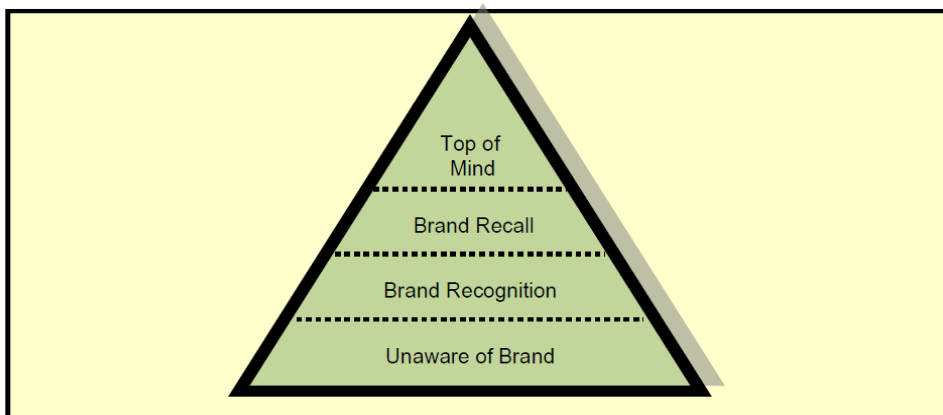 Top of
Mind
Brand Recall
Brand Recognition
Unaware of Brand